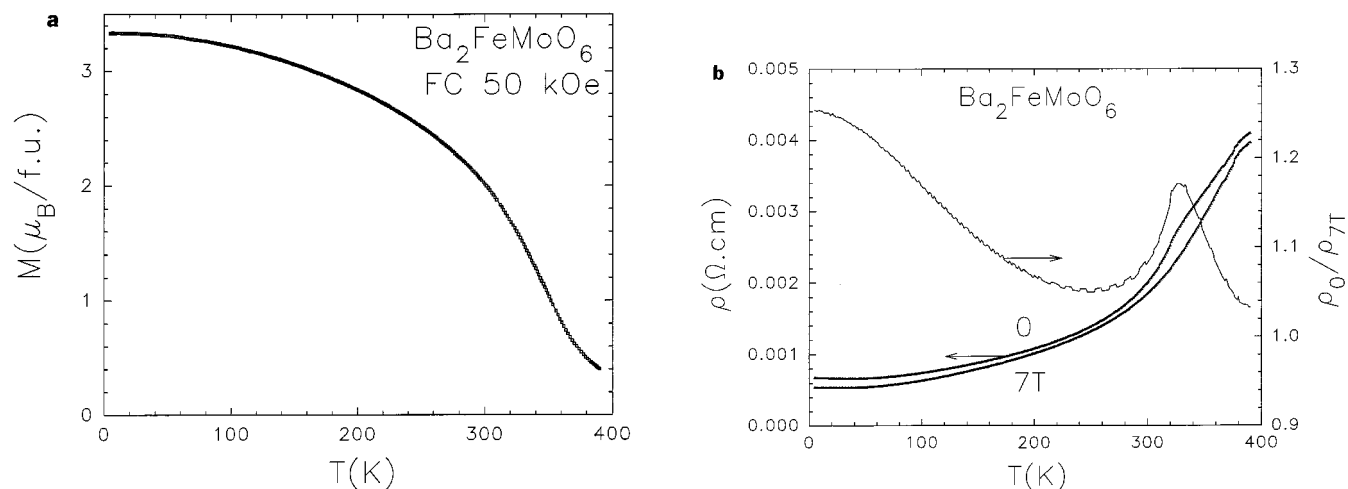 a
Ba2FeMoO6
FC 50 kOe
3
2
1
0
M(μB/f.u.)
0 100 200 300 400
T(K)
b
Ba2FeMoO6
0.005
0.004
0.003
0.002
0.001
0.000
ρ(Ω.cm)
0
7T
1.3
1.2
1.1
1.0
0.9
ρ0/ρ7T
0 100 200 300 400
T(K)